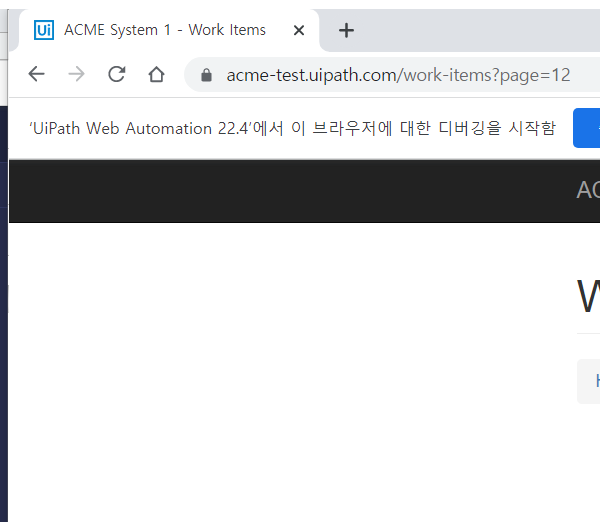 Ui ACME System 1 - Work Items
acme-test.uipath.com/work-items?page=12
'UiPath Web Automation 22.4'에서 이 브라우저에 대한 디버깅을 시작함
AC
W